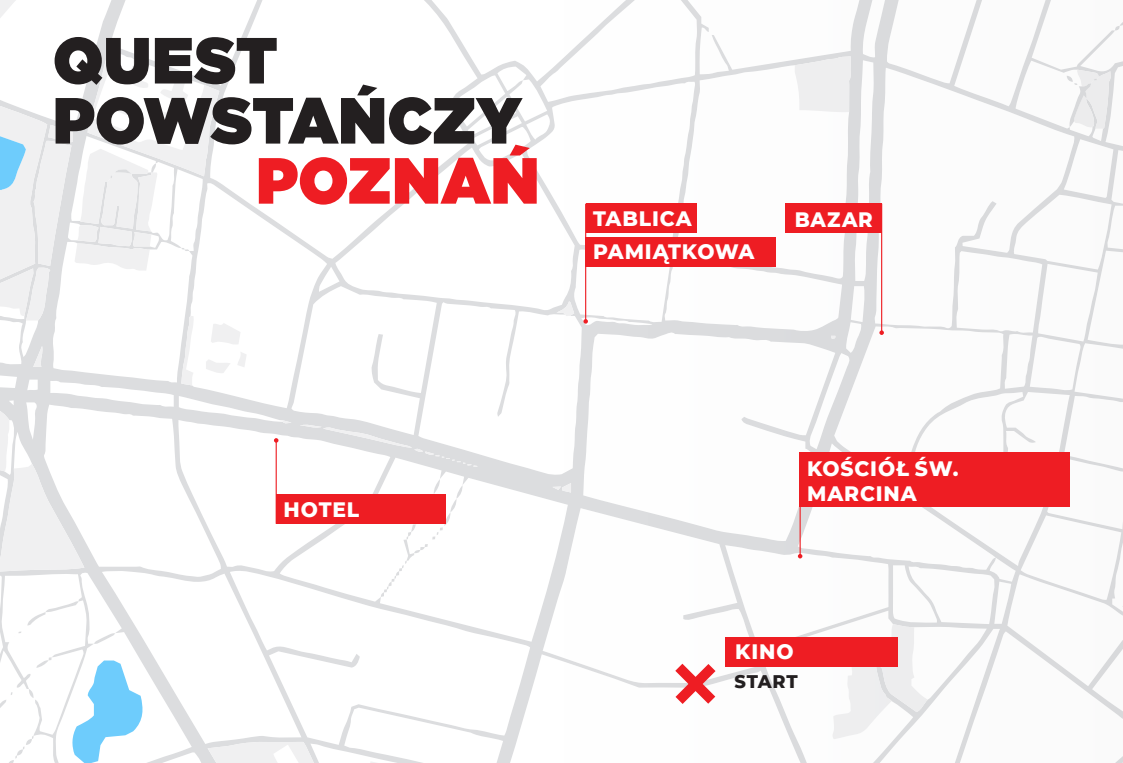 QUEST
POWSTAŃCZY
POZNAŃ
TABLICA
PAMIĄTKOWA
BAZAR
KOŚCIÓŁ ŚW.
MARCINA
HOTEL
KINO
START